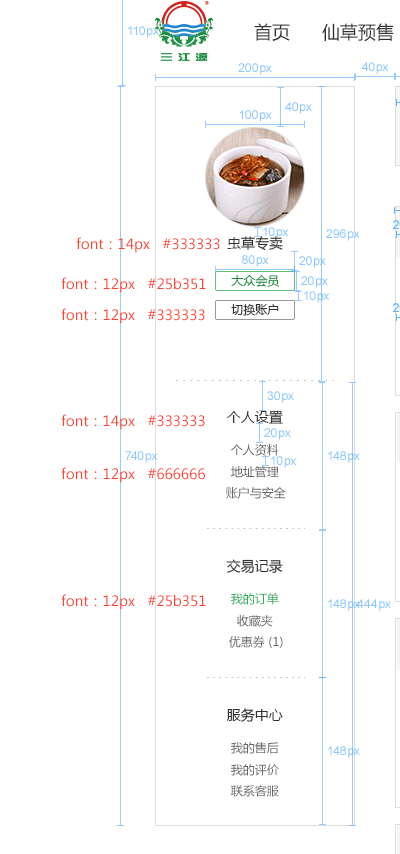 110px
三江源
首页 仙草预售
200px 40px
40px
100px
10px
296px
font : 14px #333333 虫草专卖
80px 20px
font : 12px #25b351 大众会员 20px
10px
font : 12px #333333 切换账户
30px
font : 14px #333333 个人设置
20px
个人资料
740px 10px 148px
font : 12px #666666 地址管理
账户与安全
交易记录
font : 12px #25b351 我的订单 148px 444px
收藏夹
优惠券 (1)
服务中心
我的售后 148px
我的评价
联系客服